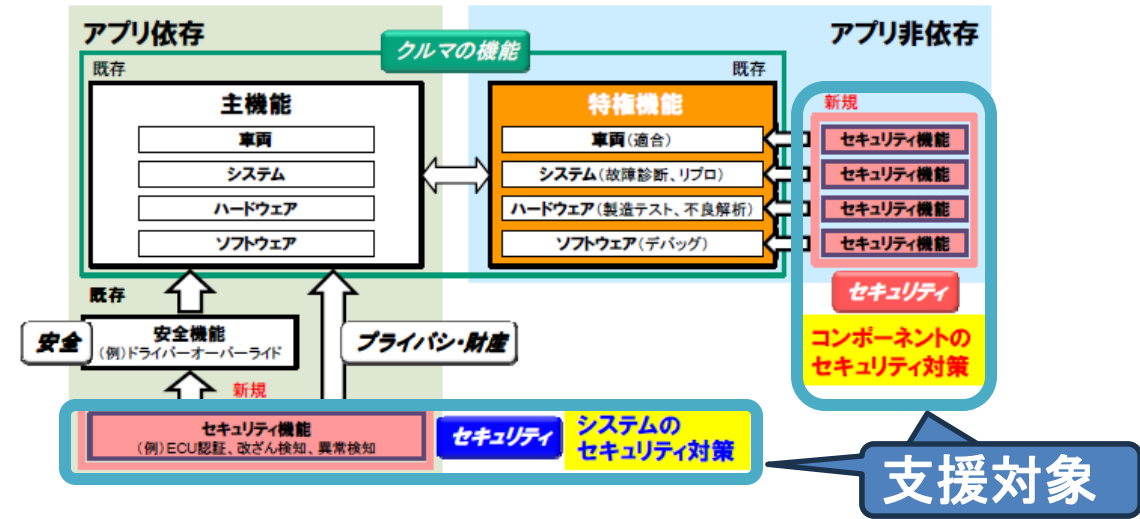 アプリ依存
クルマの機能
アプリ非依存
既存
既存
主機能
車両
システム
ハードウェア
ソフトウェア
特権機能
車両(適合)
システム(故障診断、リプロ)
ハードウェア(製造テスト、不良解析)
ソフトウェア(デバッグ)
新規
セキュリティ機能
セキュリティ機能
セキュリティ機能
セキュリティ機能
セキュリティ
コンポーネントの
セキュリティ対策
既存
安全
安全機能
(例)ドライバーオーバーライド
プライバシ・財産
新規
セキュリティ機能
(例)ECU認証、改ざん検知、異常検知
セキュリティ
システムの
セキュリティ対策
支援対象